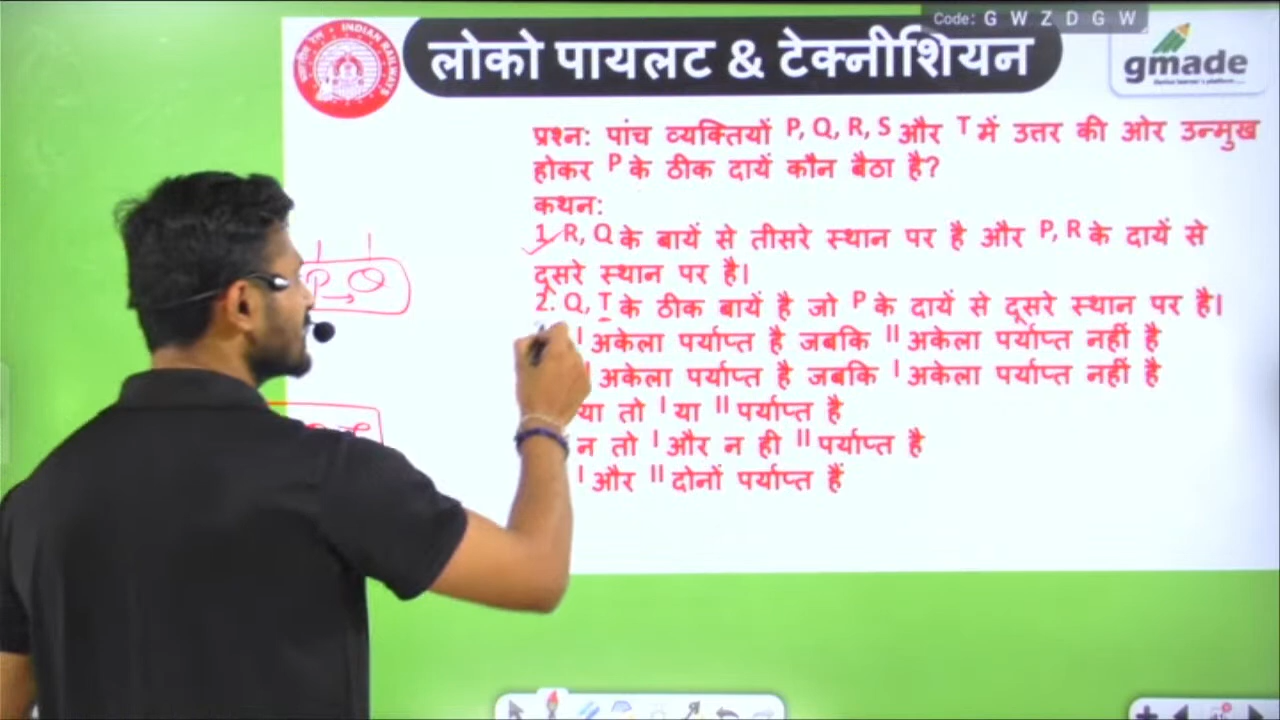 Code: G W Z D G W
INDIAN RAILWAYS
लोको पायलट & टेक्नीशियन
gmade
प्रश्न: पांच व्यक्तियों P, Q, R, S और T में उत्तर की ओर उन्मुख
होकर P के ठीक दायें कौन बैठा है?
कथन:
1. R, Q के बायें से तीसरे स्थान पर है और P, R के दायें से
दूसरे स्थान पर है।
P Q
2. Q, T के ठीक बायें है जो P के दायें से दूसरे स्थान पर है।
I अकेला पर्याप्त है जबकि II अकेला पर्याप्त नहीं है
अकेला पर्याप्त है जबकि I अकेला पर्याप्त नहीं है
या तो I या II पर्याप्त है
न तो I और न ही II पर्याप्त है
I और II दोनों पर्याप्त हैं